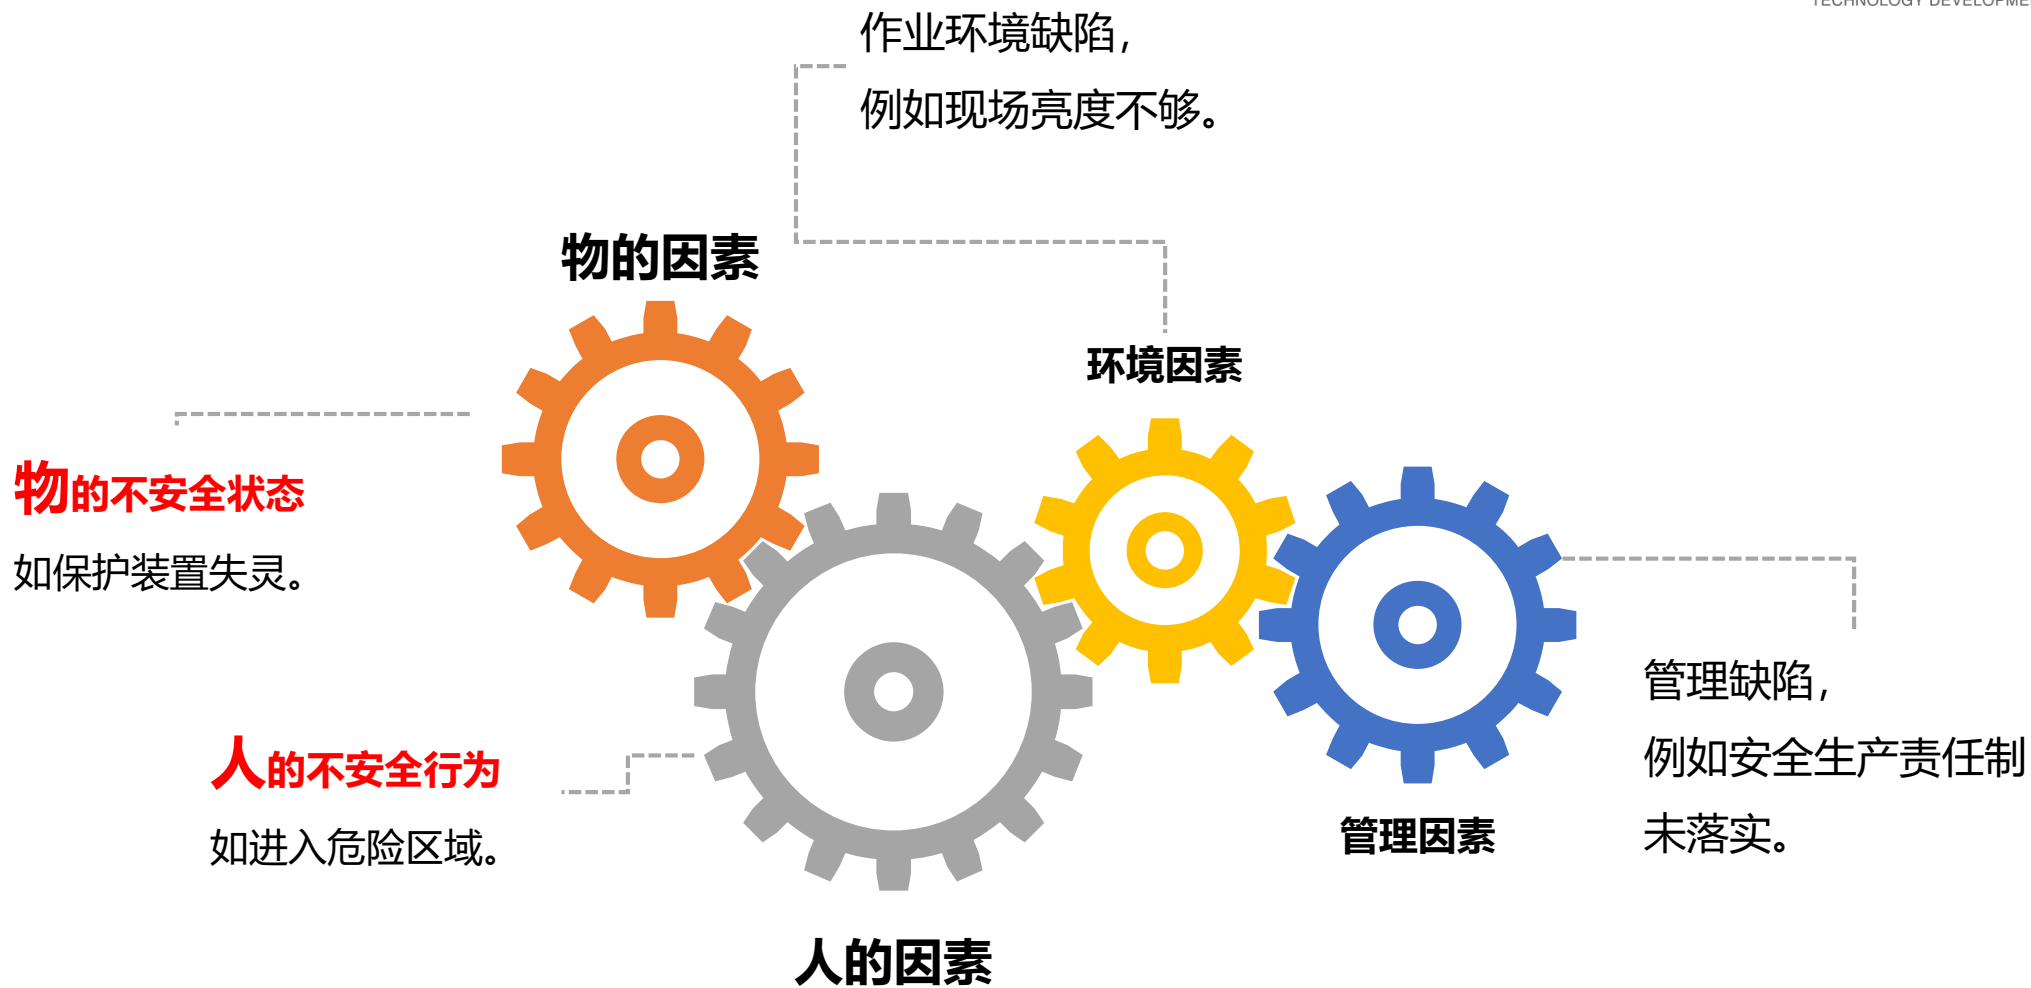 TECHNOLOGY DEVELOPME
作业环境缺陷，
例如现场亮度不够。
物的因素
环境因素
物的不安全状态
如保护装置失灵。
管理缺陷，
例如安全生产责任制
未落实。
人的不安全行为
如进入危险区域。
管理因素
人的因素